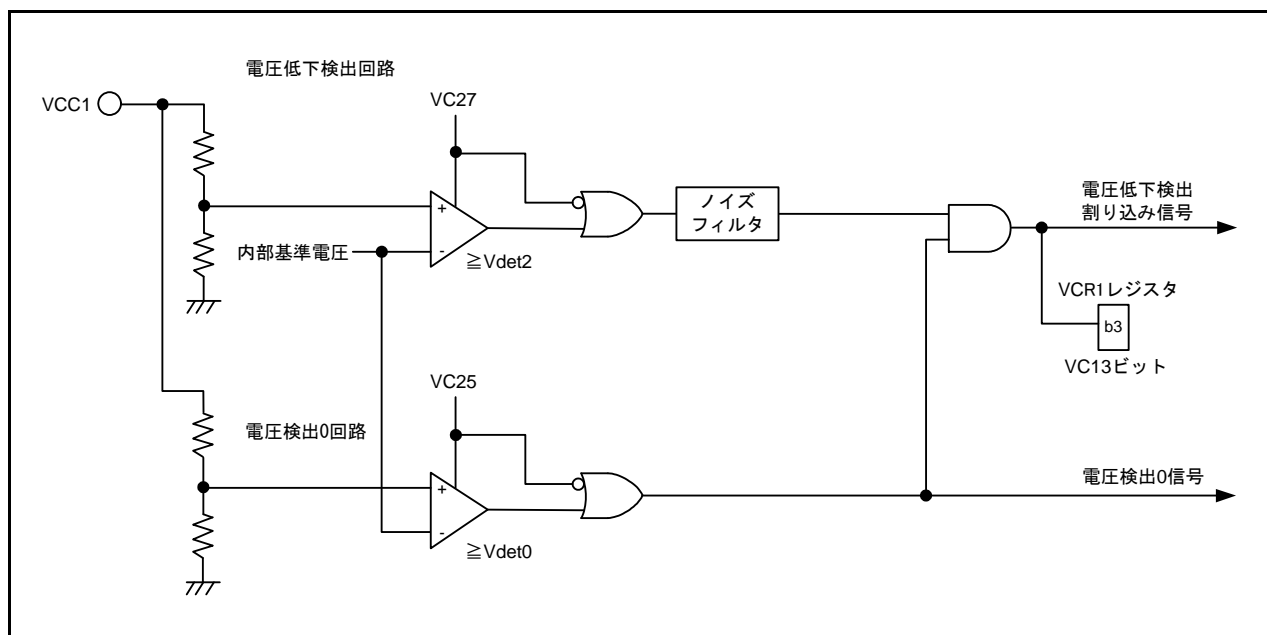 電圧低下検出回路
VCC1
VC27
+
-
内部基準電圧
≧Vdet2
ノイズ
フィルタ
電圧低下検出
割り込み信号
VCR1レジスタ
b3
VC13ビット
VC25
電圧検出0回路
+
-
≧Vdet0
電圧検出0信号